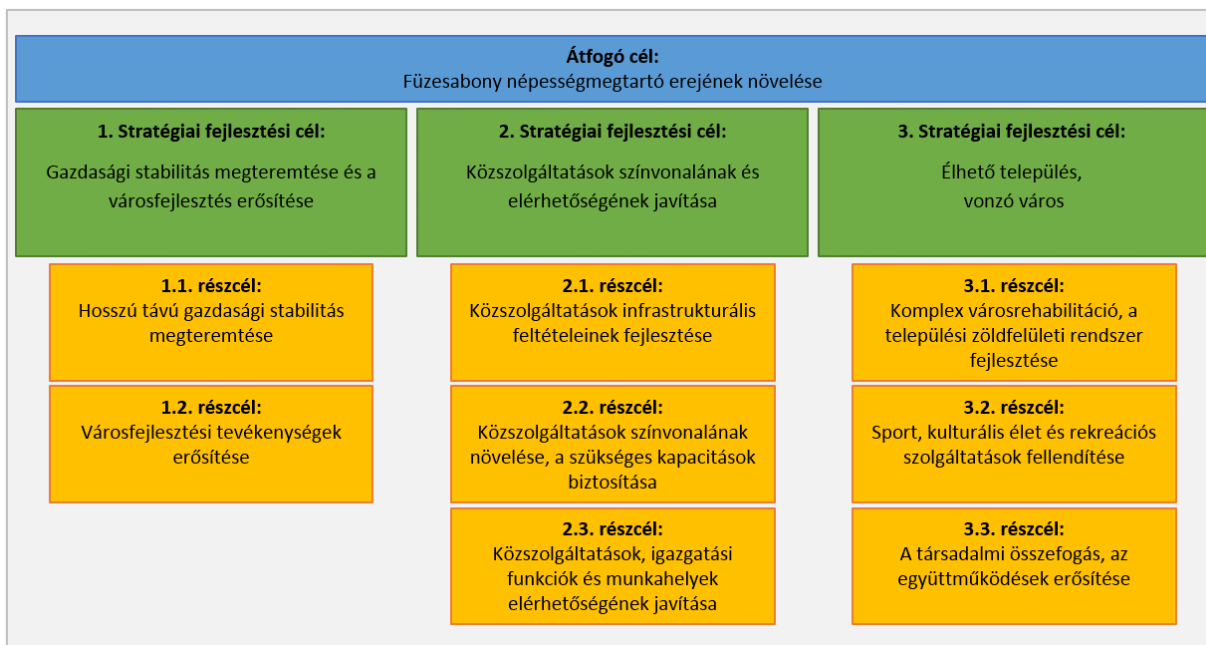 Átfogó cél:
Füzesabony népességmegtartó erejének növelése
1. Stratégiai fejlesztési cél:
Gazdasági stabilitás megteremtése és a
városfejlesztés erősítése
2. Stratégiai fejlesztési cél:
Közszolgáltatások színvonalának és
elérhetőségének javítása
3. Stratégiai fejlesztési cél:
Élhető település,
vonzó város
1.1. részcél:
Hosszú távú gazdasági stabilitás
megteremtése
1.2. részcél:
Városfejlesztési tevékenységek
erősítése
2.1. részcél:
Közszolgáltatások infrastrukturális
feltételeinek fejlesztése
2.2. részcél:
Közszolgáltatások színvonalának
növelése, a szükséges kapacitások
biztosítása
2.3. részcél:
Közszolgáltatások, igazgatási
funkciók és munkahelyek
elérhetőségének javítása
3.1. részcél:
Komplex városrehabilitáció, a
települési zöldfelületi rendszer
fejlesztése
3.2. részcél:
Sport, kulturális élet és rekreációs
szolgáltatások fellendítése
3.3. részcél:
A társadalmi összefogás, az
együttműködések erősítése